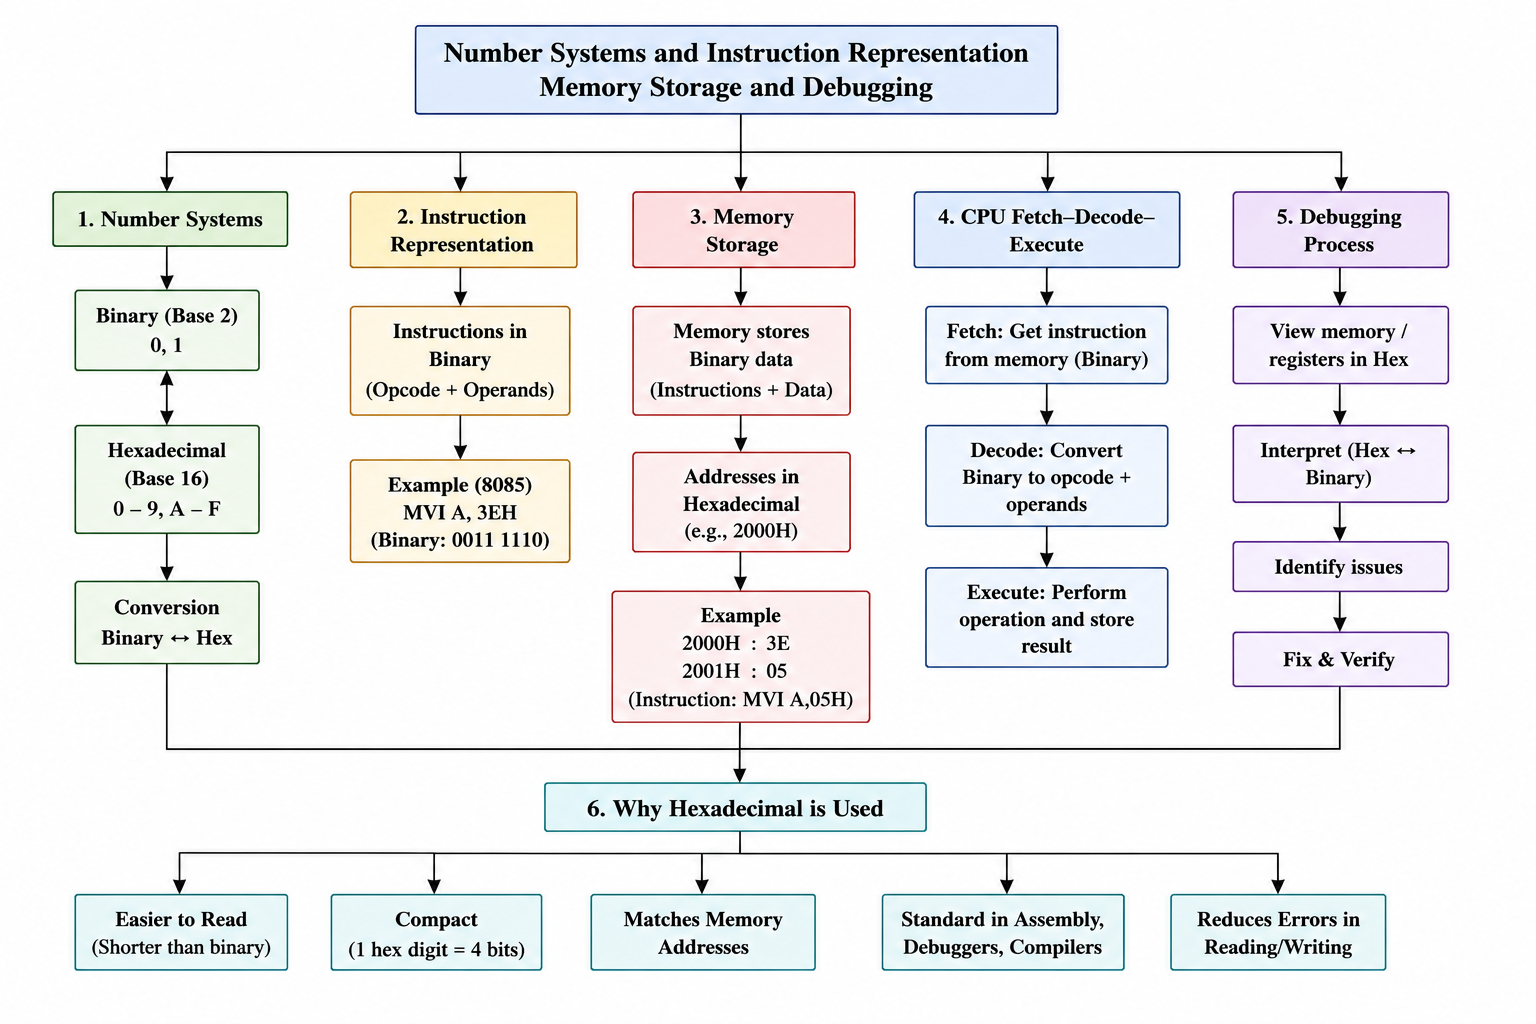 Number Systems and Instruction Representation
Memory Storage and Debugging
1. Number Systems
Binary (Base 2)
0, 1
Hexadecimal
(Base 16)
0 – 9, A – F
Conversion
Binary ↔ Hex
2. Instruction
Representation
Instructions in
Binary
(Opcode + Operands)
Example (8085)
MVI A, 3EH
(Binary: 0011 1110)
3. Memory
Storage
Memory stores
Binary data
(Instructions + Data)
Addresses in
Hexadecimal
(e.g., 2000H)
Example
2000H : 3E
2001H : 05
(Instruction: MVI A,05H)
4. CPU Fetch–Decode–
Execute
Fetch: Get instruction
from memory (Binary)
Decode: Convert
Binary to opcode +
operands
Execute: Perform
operation and store
result
5. Debugging
Process
View memory /
registers in Hex
Interpret (Hex ↔
Binary)
Identify issues
Fix & Verify
6. Why Hexadecimal is Used
Easier to Read
(Shorter than binary)
Compact
(1 hex digit = 4 bits)
Matches Memory
Addresses
Standard in Assembly,
Debuggers, Compilers
Reduces Errors in
Reading/Writing